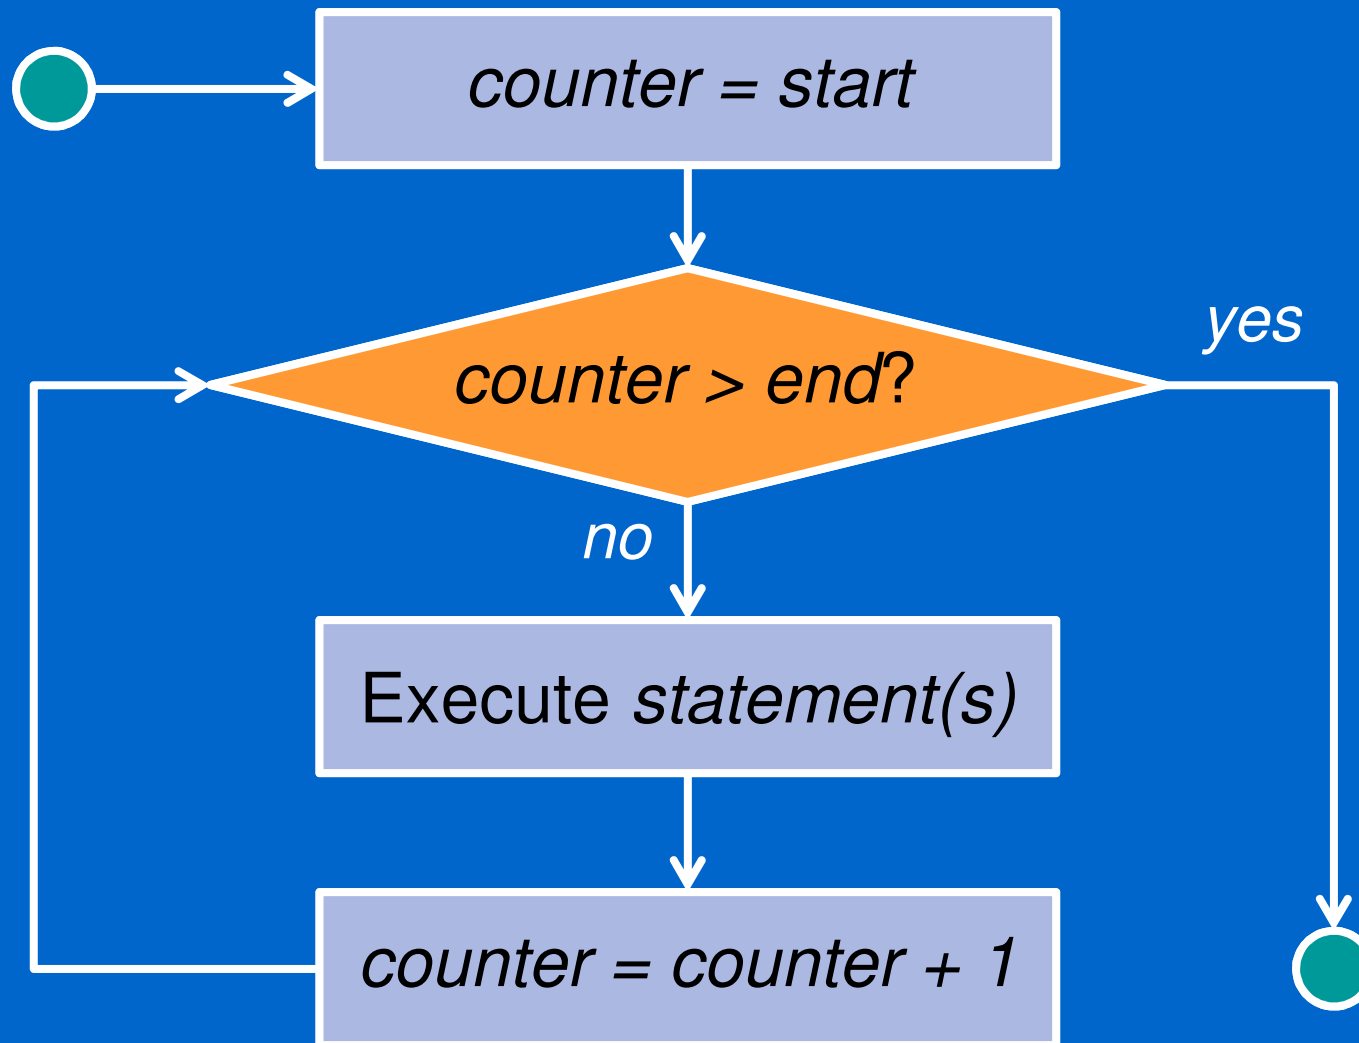 counter = start
counter > end?
yes
no
Execute statement(s)
counter = counter + 1